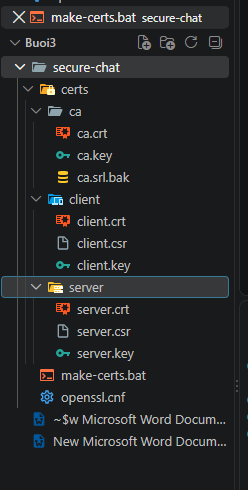 make-certs.bat secure-chat
Buoi3
secure-chat
certs
ca
ca.crt
ca.key
ca.srl.bak
client
client.crt
client.csr
client.key
server
server.crt
server.csr
server.key
make-certs.bat
openssl.cnf
~$w Microsoft Word Docum...
New Microsoft Word Docum...